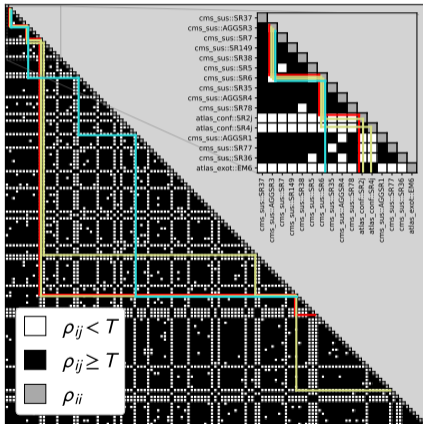 cms_sus::SR37
cms_sus::AGGSR3
cms_sus::SR7
cms_sus::SR149
cms_sus::SR38
cms_sus::SR5
cms_sus::SR6
cms_sus::SR35
cms_sus::AGGSR4
cms_sus::SR78
atlas_conf::SR2j
atlas_conf::SR4j
cms_sus::AGGSR1
cms_sus::SR77
cms_sus::SR36
atlas_exot::EM6
cms_sus::SR37
cms_sus::AGGSR3
cms_sus::SR7
cms_sus::SR149
cms_sus::SR38
cms_sus::SR5
cms_sus::SR6
cms_sus::SR35
cms_sus::AGGSR4
cms_sus::SR78
atlas_conf::SR2j
atlas_conf::SR4j
cms_sus::AGGSR1
cms_sus::SR77
cms_sus::SR36
atlas_exot::EM6
ρij < T
ρij ≥ T
ρii